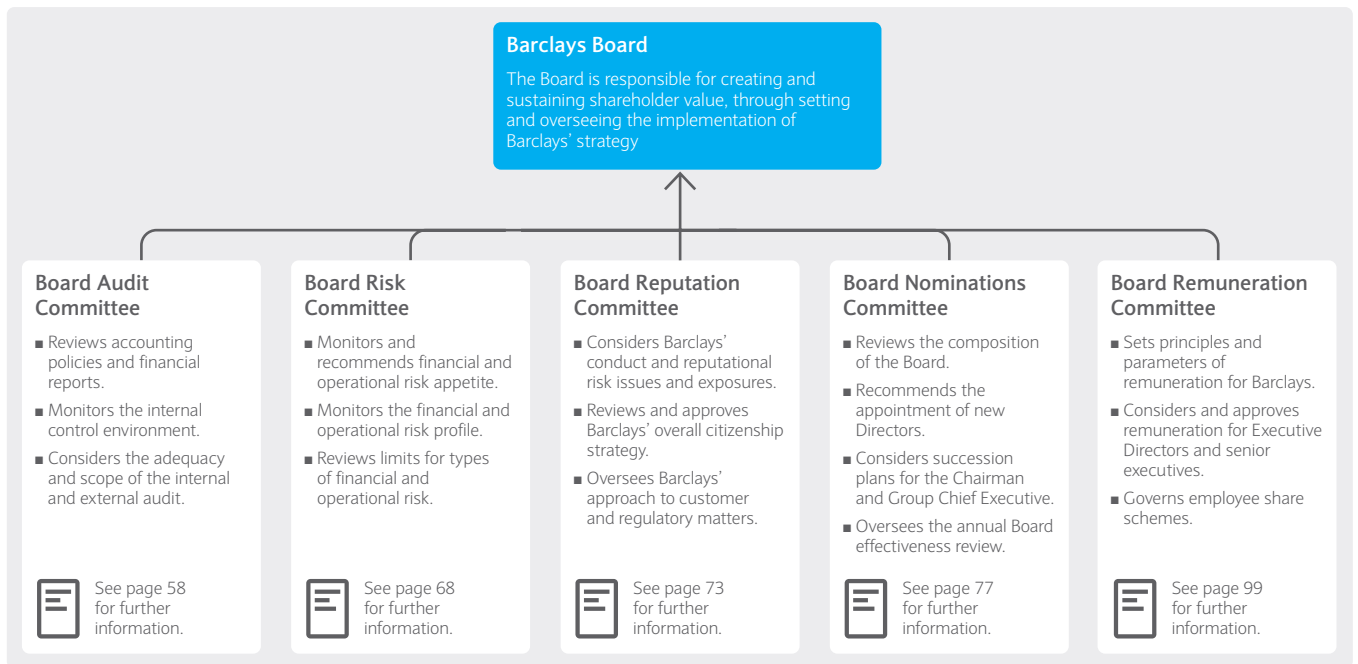 Barclays Board
The Board is responsible for creating and
sustaining shareholder value, through setting
and overseeing the implementation of
Barclays’ strategy
Board Audit
Committee
■ Reviews accounting
policies and financial
reports.
■ Monitors the internal
control environment.
■ Considers the adequacy
and scope of the internal
and external audit.
See page 58
for further
information.
Board Risk
Committee
■ Monitors and
recommends financial and
operational risk appetite.
■ Monitors the financial and
operational risk profile.
■ Reviews limits for types
of financial and
operational risk.
See page 68
for further
information.
Board Reputation
Committee
■ Considers Barclays’
conduct and reputational
risk issues and exposures.
■ Reviews and approves
Barclays’ overall citizenship
strategy.
■ Oversees Barclays’
approach to customer
and regulatory matters.
See page 73
for further
information.
Board Nominations
Committee
■ Reviews the composition
of the Board.
■ Recommends the
appointment of new
Directors.
■ Considers succession
plans for the Chairman
and Group Chief Executive.
■ Oversees the annual Board
effectiveness review.
See page 77
for further
information.
Board Remuneration
Committee
■ Sets principles and
parameters of
remuneration for Barclays.
■ Considers and approves
remuneration for Executive
Directors and senior
executives.
■ Governs employee share
schemes.
See page 99
for further
information.